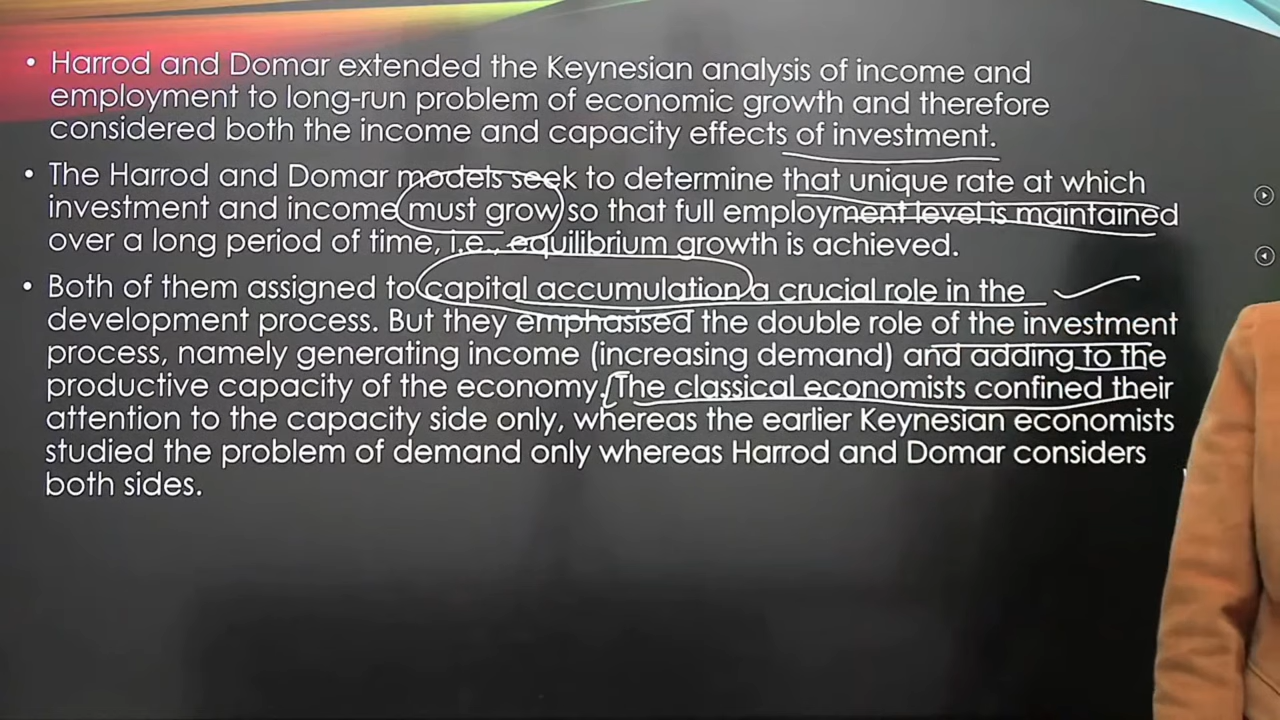 • Harrod and Domar extended the Keynesian analysis of income and
employment to long-run problem of economic growth and therefore
considered both the income and capacity effects of investment.
• The Harrod and Domar models seek to determine that unique rate at which
investment and income must grow so that full employment level is maintained
over a long period of time, i.e., equilibrium growth is achieved.
• Both of them assigned to capital accumulation a crucial role in the
development process. But they emphasised the double role of the investment
process, namely generating income (increasing demand) and adding to the
productive capacity of the economy. The classical economists confined their
attention to the capacity side only, whereas the earlier Keynesian economists
studied the problem of demand only whereas Harrod and Domar considers
both sides.